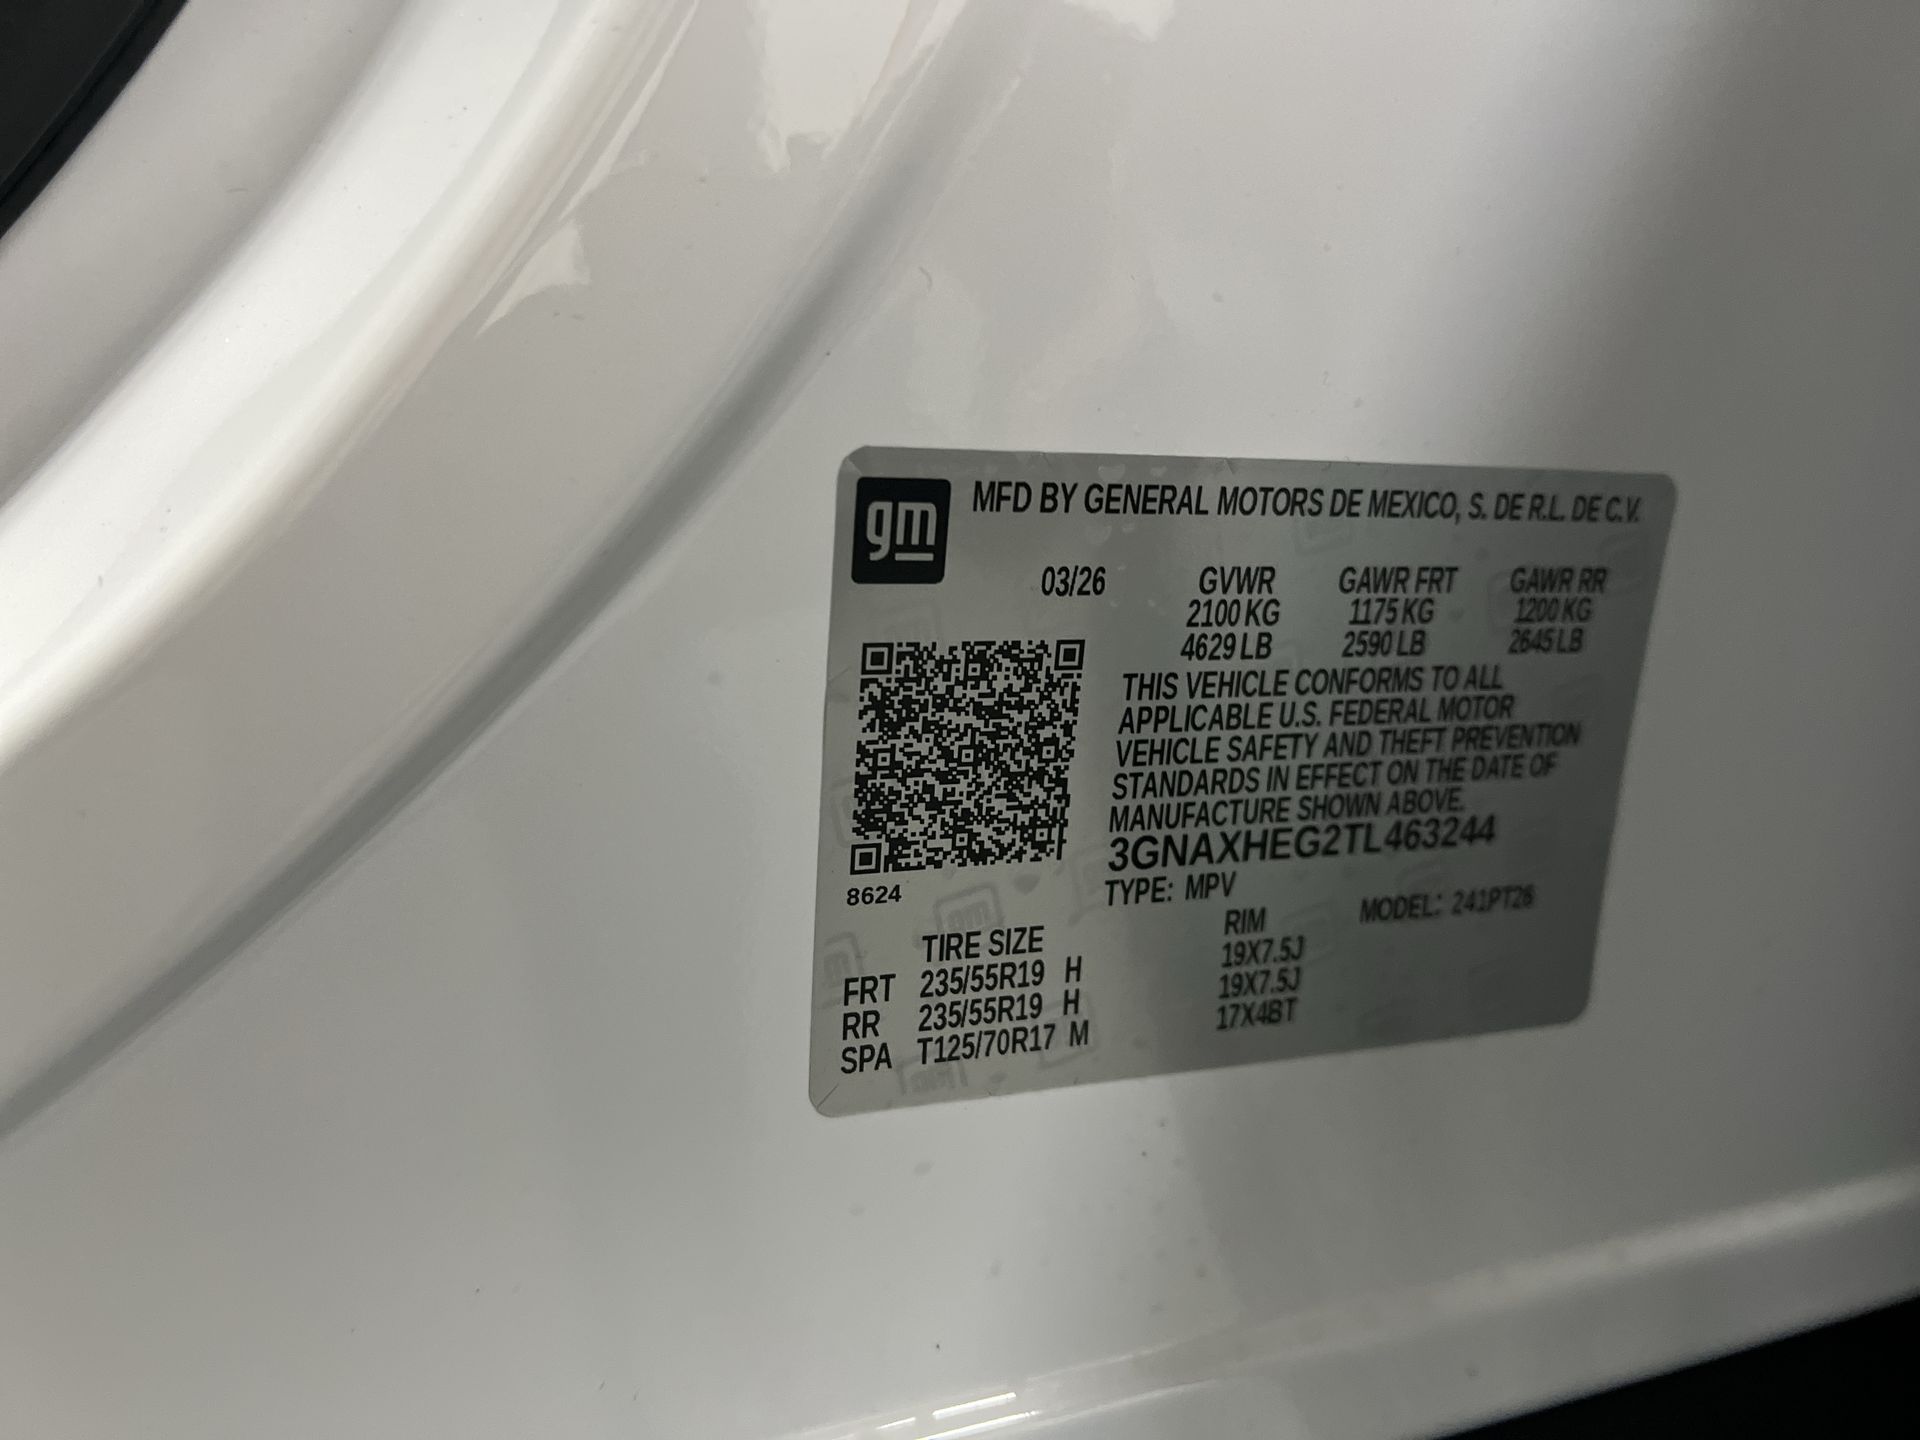 gm
MFD BY GENERAL MOTORS DE MEXICO, S. DE R.L. DE C.V.
03/26 GVWR GAWR FRT GAWR RR
2100 KG 1175 KG 1200 KG
4629 LB 2590 LB 2645 LB
THIS VEHICLE CONFORMS TO ALL
APPLICABLE U.S. FEDERAL MOTOR
VEHICLE SAFETY AND THEFT PREVENTION
STANDARDS IN EFFECT ON THE DATE OF
MANUFACTURE SHOWN ABOVE.
3GNAXHEG2TL463244
8624
TYPE: MPV MODEL: 241PT26
TIRE SIZE RIM
FRT 235/55R19 H 19X7.5J
RR 235/55R19 H 19X7.5J
SPA T125/70R17 M 17X4BT